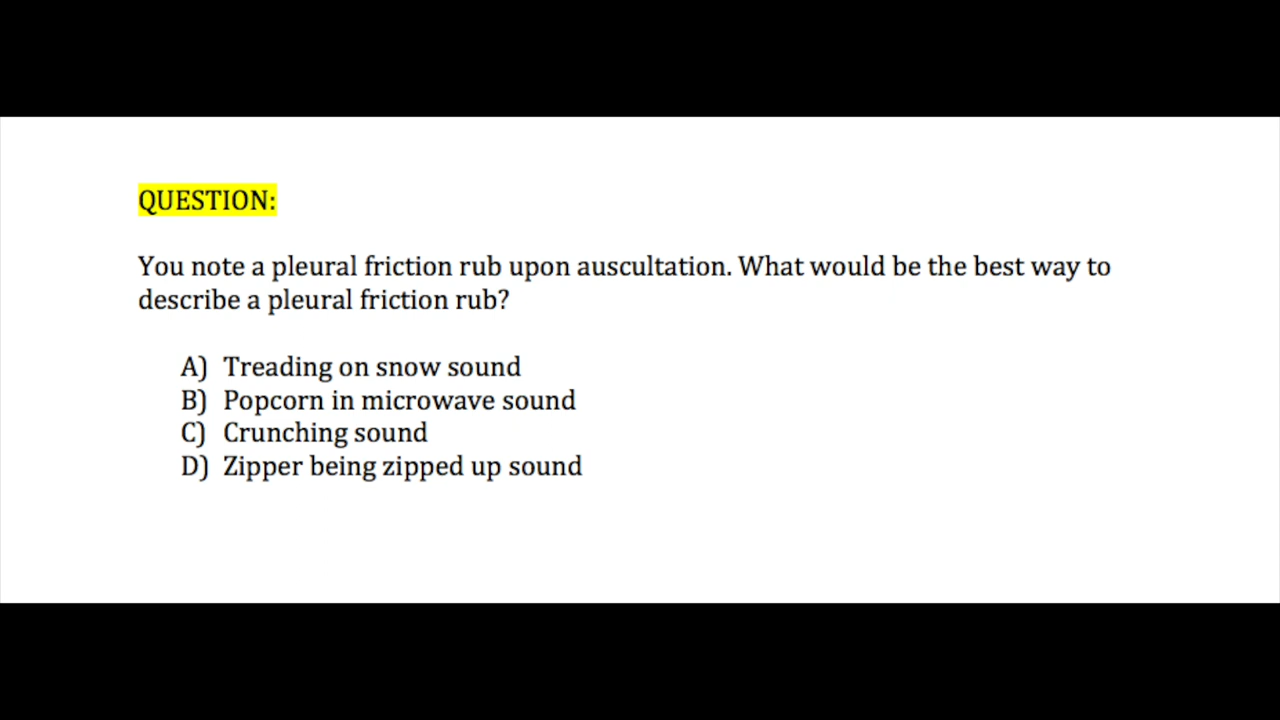 QUESTION:
You note a pleural friction rub upon auscultation. What would be the best way to
describe a pleural friction rub?
A) Treading on snow sound
B) Popcorn in microwave sound
C) Crunching sound
D) Zipper being zipped up sound